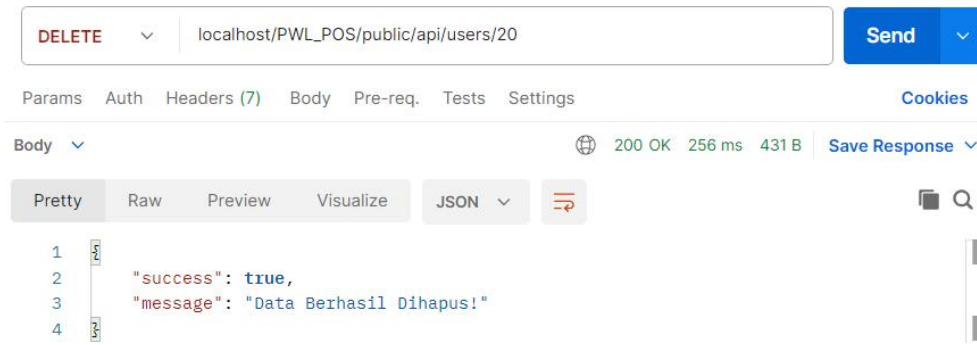 DELETE localhost/PWL_POS/public/api/users/20 Send
Params Auth Headers (7) Body Pre-req. Tests Settings Cookies
Body 200 OK 256 ms 431 B Save Response
Pretty Raw Preview Visualize JSON
1 {
2 "success": true,
3 "message": "Data Berhasil Dihapus!"
4 }